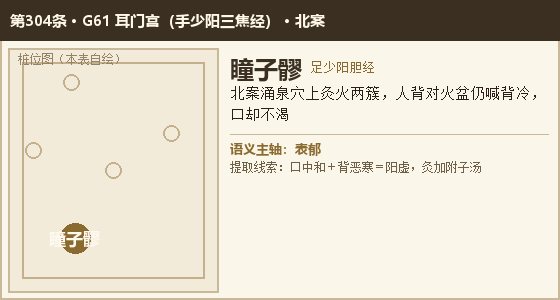 第304条・G61 耳门宫（手少阳三焦经）・北案
桩位图（本表自绘）
瞳子髎
瞳子髎 足少阳胆经
北案涌泉穴上灸火两簇，人背对火盆仍喊背冷，
口却不渴
语义主轴：表郁
提取线索：口中和＋背恶寒＝阳虚，灸加附子汤